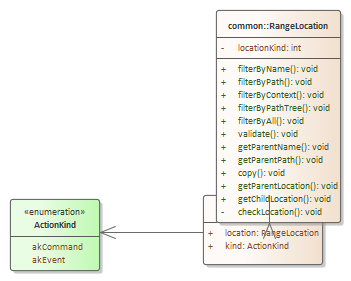 common::RangeLocation
- locationKind: int
+ filterByName(): void
+ filterByPath(): void
+ filterByContext(): void
+ filterByPathTree(): void
+ filterByAll(): void
+ validate(): void
+ getParentName(): void
+ getParentPath(): void
+ copy(): void
+ getParentLocation(): void
+ getChildLocation(): void
- checkLocation(): void
«enumeration»
ActionKind
akCommand
akEvent
+ location: RangeLocation
+ kind: ActionKind